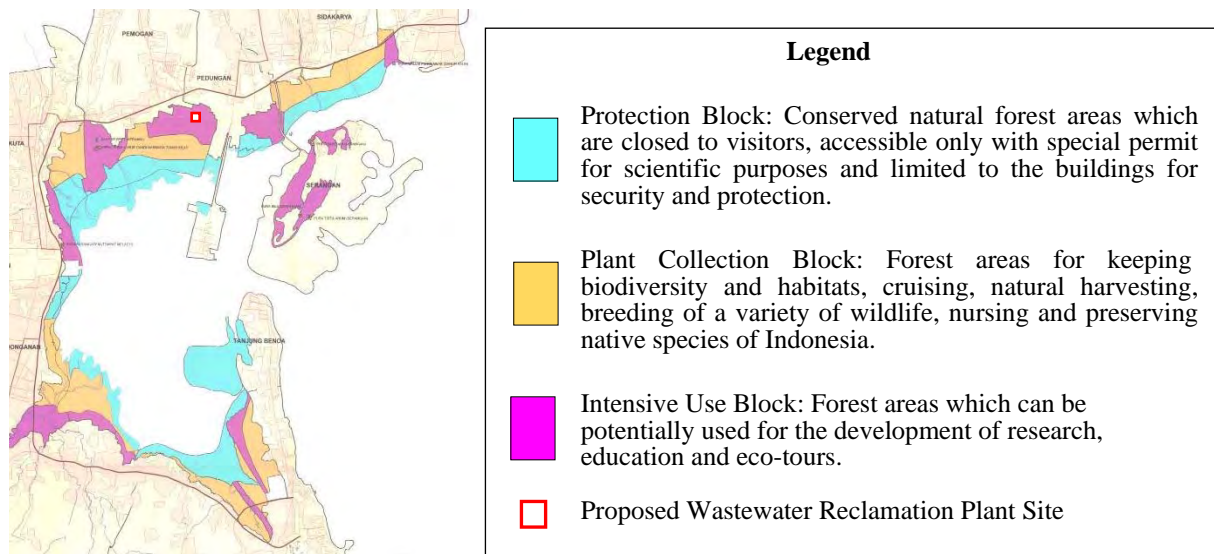 SIDAKARYA
PEMOGAN
PEDUNGAN
KUTA
SERANGAN
TANJUNG BENOA
Legend
Protection Block: Conserved natural forest areas which
are closed to visitors, accessible only with special permit
for scientific purposes and limited to the buildings for
security and protection.
Plant Collection Block: Forest areas for keeping
biodiversity and habitats, cruising, natural harvesting,
breeding of a variety of wildlife, nursing and preserving
native species of Indonesia.
Intensive Use Block: Forest areas which can be
potentially used for the development of research,
education and eco-tours.
Proposed Wastewater Reclamation Plant Site